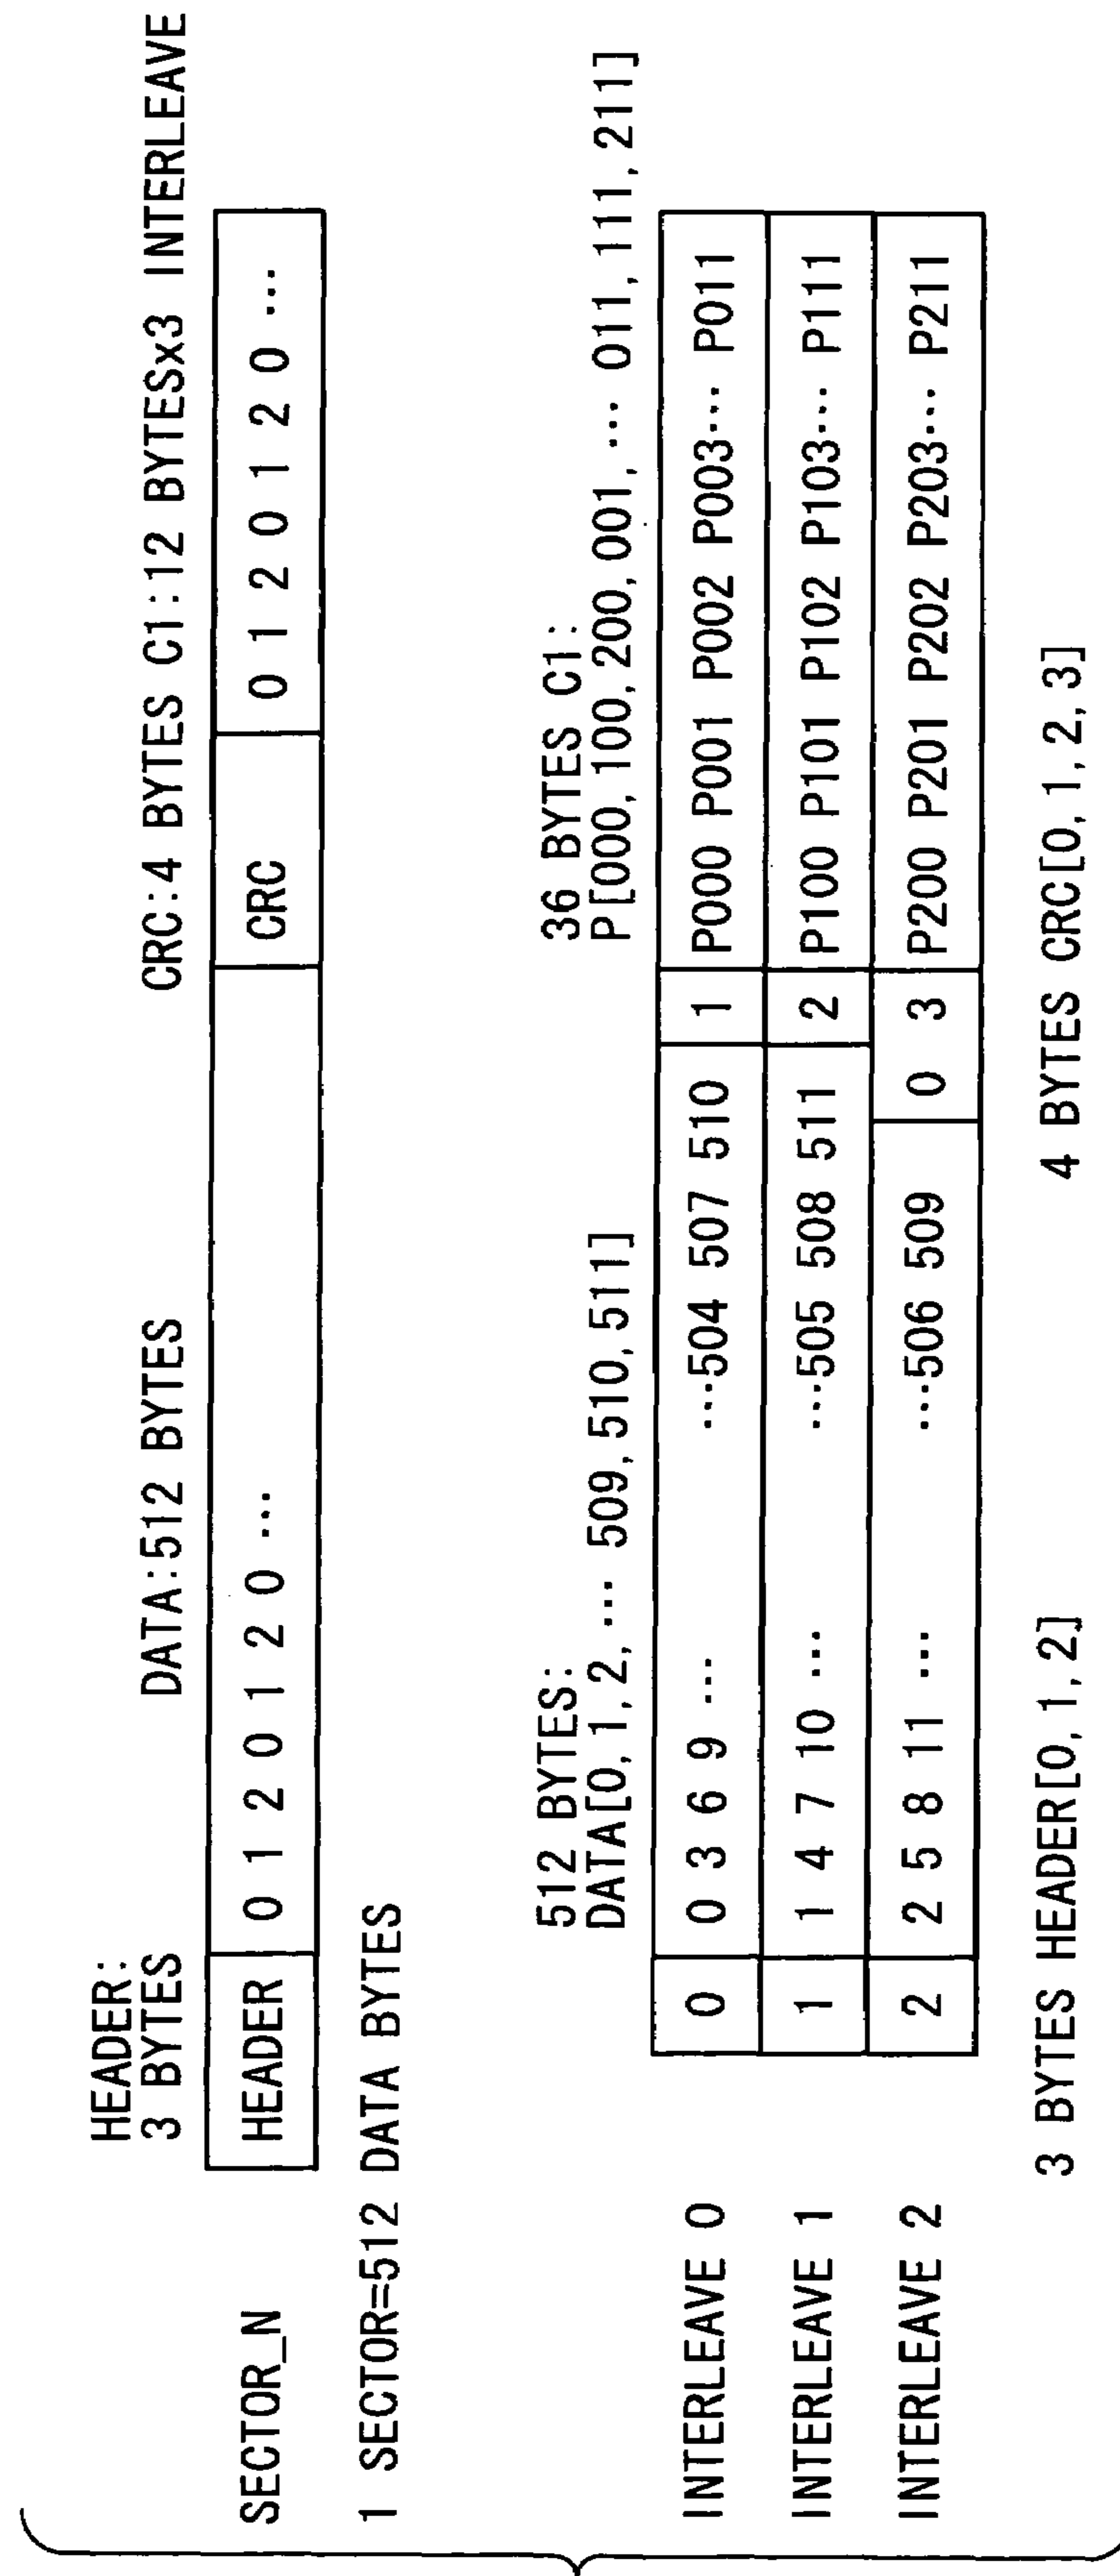 HEADER:
3 BYTES
DATA:512 BYTES
CRC:4 BYTES C1:12 BYTESx3 INTERLEAVE
SECTOR_N
HEADER
0 1 2 0 1 2 0 ...
CRC
0 1 2 0 1 2 0 ...
1 SECTOR=512 DATA BYTES
512 BYTES:
DATA[0, 1, 2, ... 509, 510, 511]
36 BYTES C1:
P[000, 100, 200, 001, ... 011, 111, 211]
INTERLEAVE 0
0
0 3 6 9 ... ...504 507 510
1
P000 P001 P002 P003... P011
INTERLEAVE 1
1
1 4 7 10 ... ...505 508 511
2
P100 P101 P102 P103... P111
INTERLEAVE 2
2
2 5 8 11 ... ...506 509
0 3
P200 P201 P202 P203... P211
3 BYTES HEADER[0, 1, 2]
4 BYTES CRC[0, 1, 2, 3]